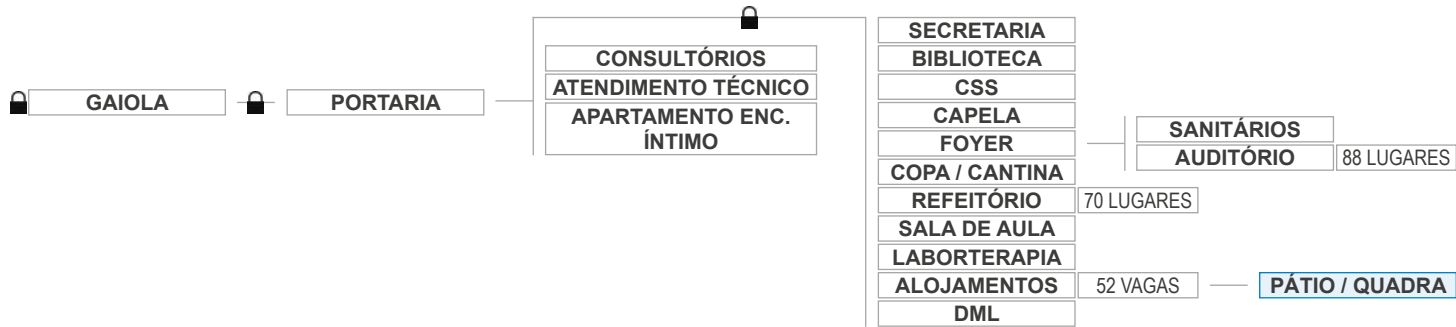 GAIOLA
PORTARIA
CONSULTÓRIOS
ATENDIMENTO TÉCNICO
APARTAMENTO ENC.
ÍNTIMO
SECRETARIA
BIBLIOTECA
CSS
CAPELA
FOYER
SANITÁRIOS
AUDITÓRIO 88 LUGARES
COPA / CANTINA
REFEITÓRIO 70 LUGARES
SALA DE AULA
LABORTERAPIA
ALOJAMENTOS 52 VAGAS PÁTIO / QUADRA
DML